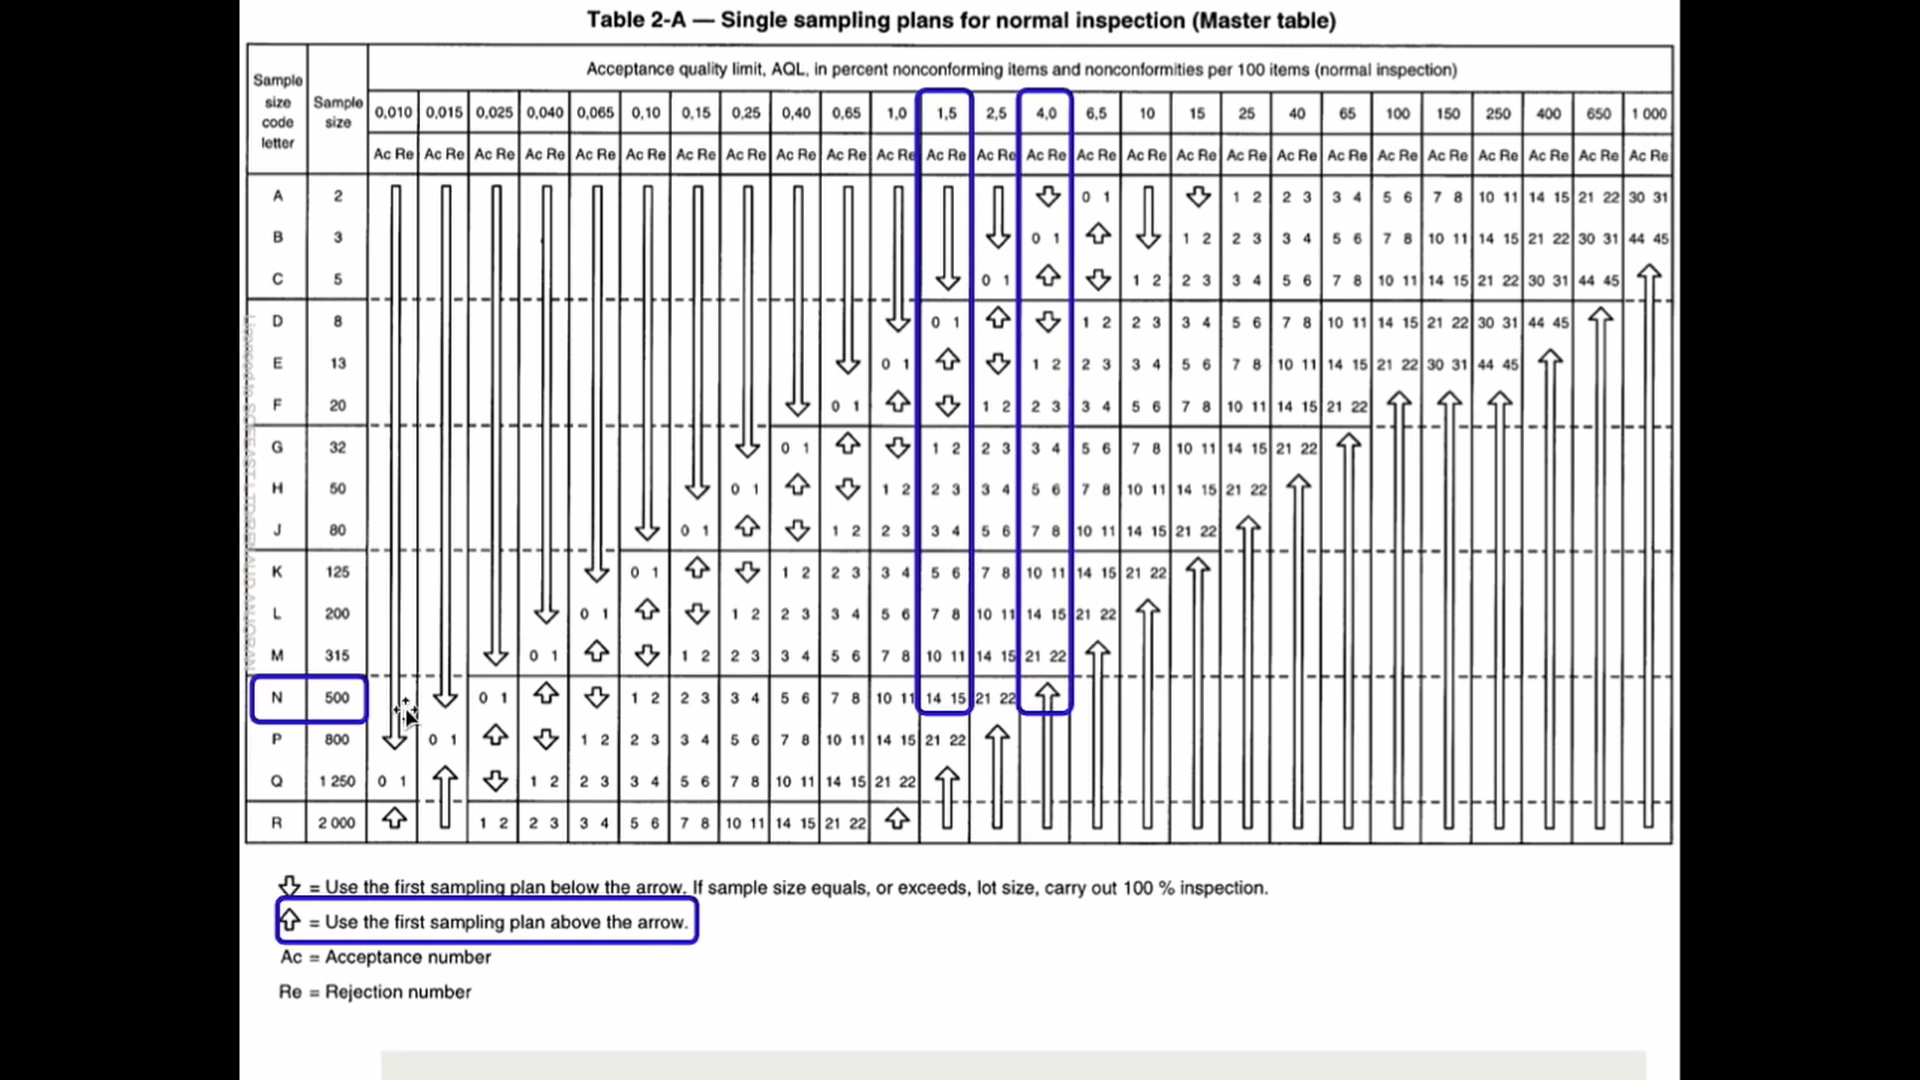 Table 2-A — Single sampling plans for normal inspection (Master table)
Sample size code letter Sample size Acceptance quality limit, AQL, in percent nonconforming items and nonconformities per 100 items (normal inspection)
0,010 0,015 0,025 0,040 0,065 0,10 0,15 0,25 0,40 0,65 1,0 1,5 2,5 4,0 6,5 10 15 25 40 65 100 150 250 400 650 1 000
Ac Re Ac Re Ac Re Ac Re Ac Re Ac Re Ac Re Ac Re Ac Re Ac Re Ac Re Ac Re Ac Re Ac Re Ac Re Ac Re Ac Re Ac Re Ac Re Ac Re Ac Re Ac Re Ac Re Ac Re Ac Re Ac Re
A 2 0 1 1 2 2 3 3 4 5 6 7 8 10 11 14 15 21 22 30 31
B 3 0 1 1 2 2 3 3 4 5 6 7 8 10 11 14 15 21 22 30 31 44 45
C 5 0 1 1 2 2 3 3 4 5 6 7 8 10 11 14 15 21 22 30 31 44 45
D 8 0 1 1 2 2 3 3 4 5 6 7 8 10 11 14 15 21 22 30 31 44 45
E 13 0 1 1 2 2 3 3 4 5 6 7 8 10 11 14 15 21 22 30 31 44 45
F 20 0 1 1 2 2 3 3 4 5 6 7 8 10 11 14 15 21 22
G 32 0 1 1 2 2 3 3 4 5 6 7 8 10 11 14 15 21 22
H 50 0 1 1 2 2 3 3 4 5 6 7 8 10 11 14 15 21 22
J 80 0 1 1 2 2 3 3 4 5 6 7 8 10 11 14 15 21 22
K 125 0 1 1 2 2 3 3 4 5 6 7 8 10 11 14 15 21 22
L 200 0 1 1 2 2 3 3 4 5 6 7 8 10 11 14 15 21 22
M 315 0 1 1 2 2 3 3 4 5 6 7 8 10 11 14 15 21 22
N 500 0 1 1 2 2 3 3 4 5 6 7 8 10 11 14 15 21 22
P 800 0 1 1 2 2 3 3 4 5 6 7 8 10 11 14 15 21 22
Q 1 250 0 1 1 2 2 3 3 4 5 6 7 8 10 11 14 15 21 22
R 2 000 1 2 2 3 3 4 5 6 7 8 10 11 14 15 21 22
= Use the first sampling plan below the arrow. If sample size equals, or exceeds, lot size, carry out 100 % inspection.
= Use the first sampling plan above the arrow.
Ac = Acceptance number
Re = Rejection number